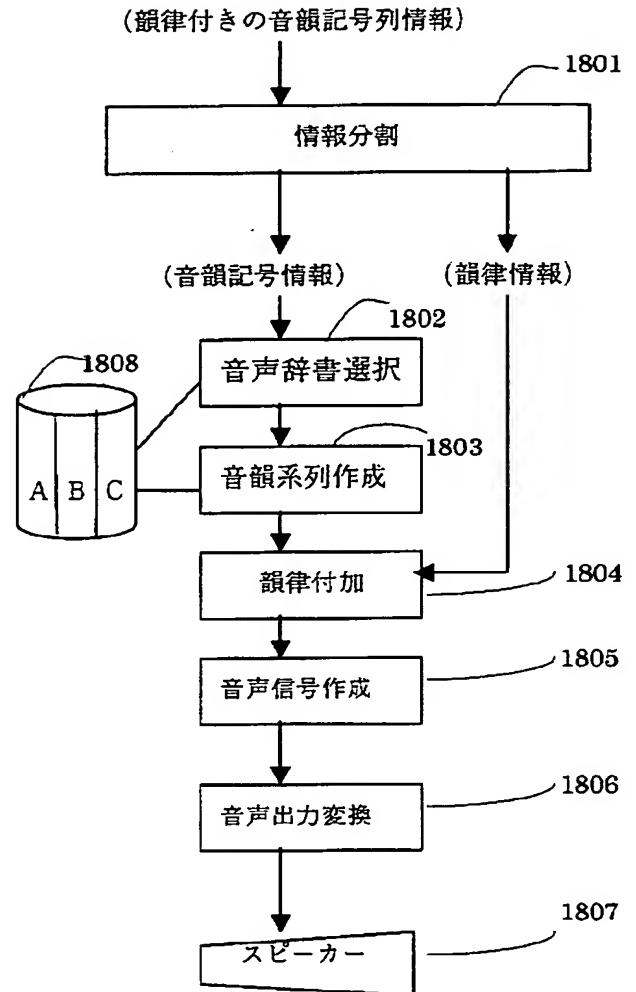 (韻律付きの音韻記号列情報)
1801
情報分割
(音韻記号情報)
(韻律情報)
1802
音声辞書選択
1808
A B C
1803
音韻系列作成
韻律付加
1804
音声信号作成
1805
音声出力変換
1806
スピーカー
1807